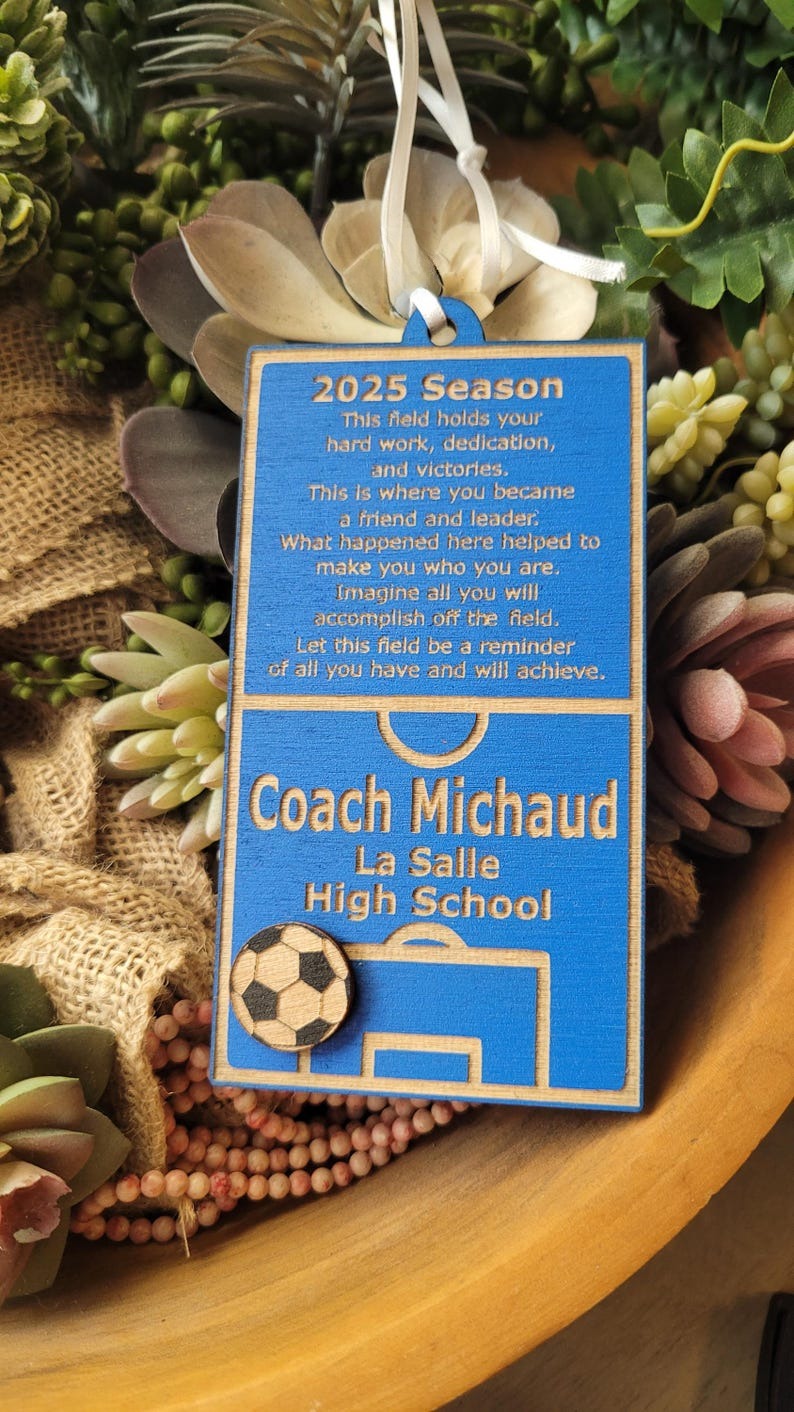 2025 Season
This field holds your
hard work, dedication,
and victories.
This is where you became
a friend and leader.
What happened here helped to
make you who you are.
Imagine all you will
accomplish off the field.
Let this field be a reminder
of all you have and will achieve.
Coach Michaud
La Salle
High School